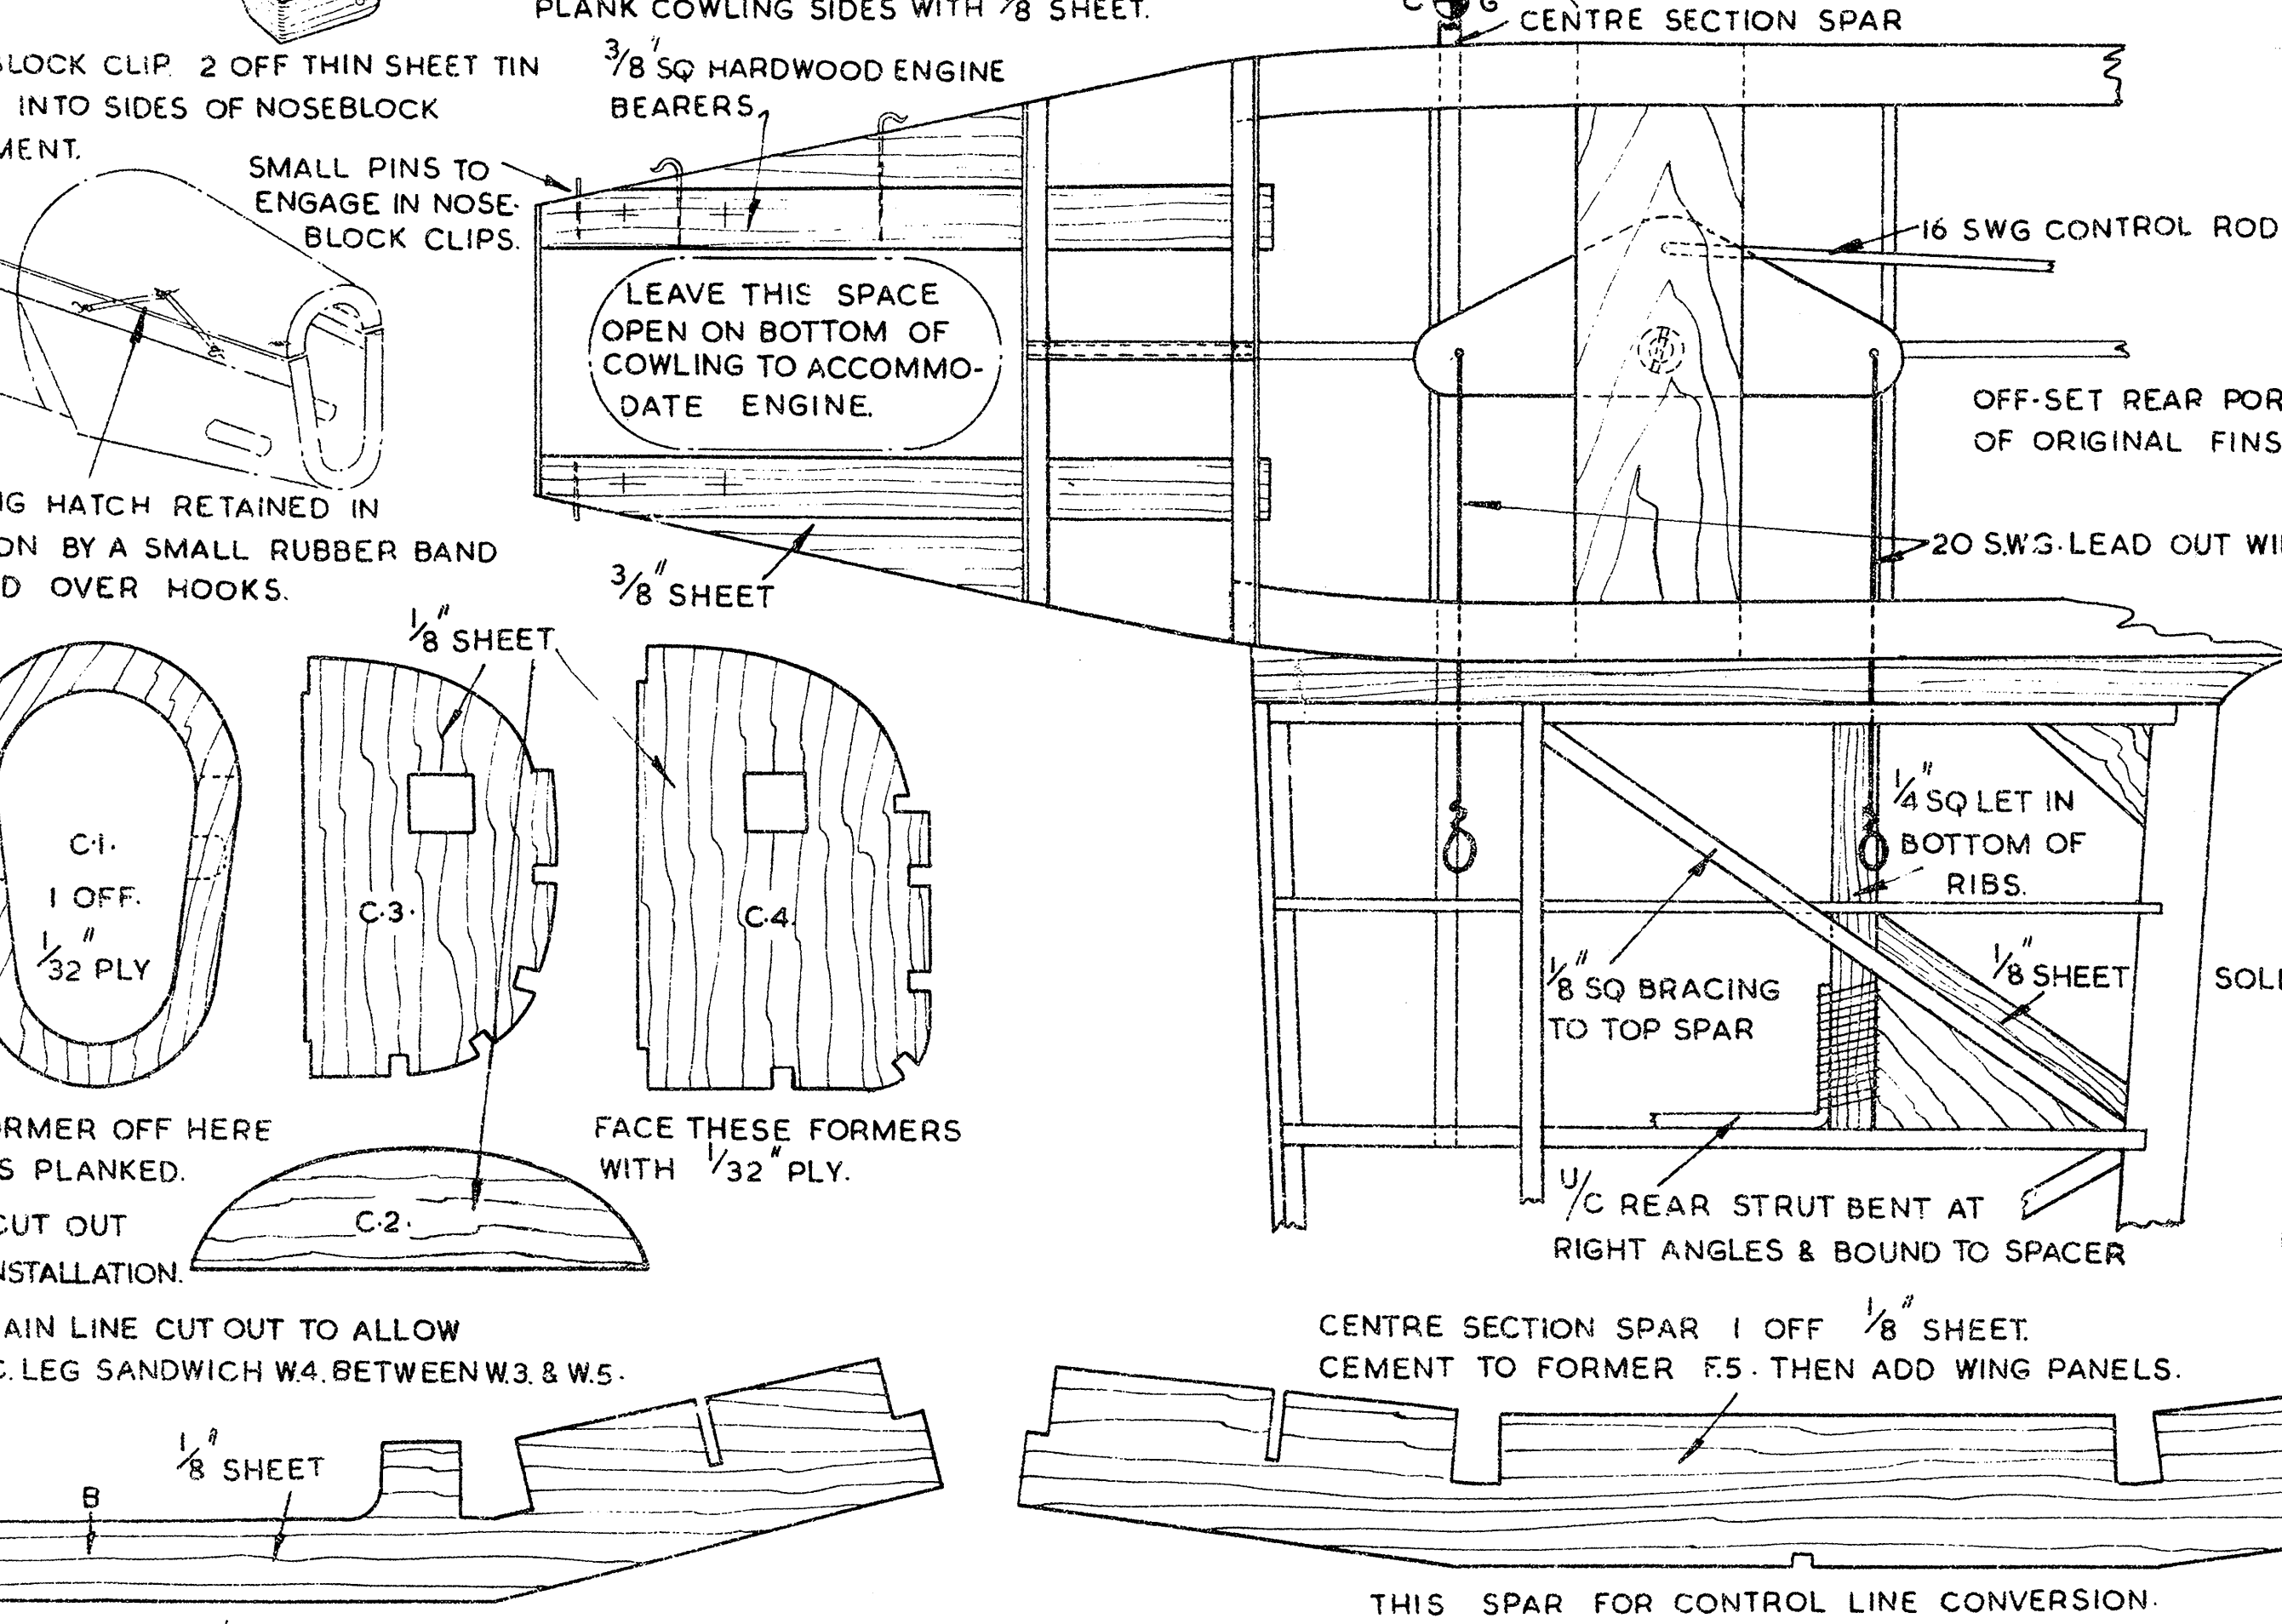 PLANK COWLING SIDES WITH 1/8 SHEET.
C G
CENTRE SECTION SPAR
BLOCK CLIP. 2 OFF THIN SHEET TIN
INTO SIDES OF NOSEBLOCK
MENT.
3/8" SQ HARDWOOD ENGINE
BEARERS,
SMALL PINS TO
ENGAGE IN NOSE-
BLOCK CLIPS.
16 SWG CONTROL ROD
LEAVE THIS SPACE
OPEN ON BOTTOM OF
COWLING TO ACCOMMO-
DATE ENGINE.
OFF-SET REAR POR
OF ORIGINAL FINS
NG HATCH RETAINED IN
ON BY A SMALL RUBBER BAND
D OVER HOOKS.
20 S.W.G. LEAD OUT WI
3/8" SHEET
1/8" SHEET
C.1.
1 OFF.
1/32" PLY
C.3.
C.4.
1/4" SQ LET IN
BOTTOM OF
RIBS.
1/8" SQ BRACING
TO TOP SPAR
1/8" SHEET
SOLI
ORMER OFF HERE
S PLANKED.
CUT OUT
NSTALLATION.
FACE THESE FORMERS
WITH 1/32" PLY.
C.2.
U/C REAR STRUT BENT AT
RIGHT ANGLES & BOUND TO SPACER
AIN LINE CUT OUT TO ALLOW
C. LEG SANDWICH W.4. BETWEEN W.3. & W.5.
CENTRE SECTION SPAR 1 OFF 1/8" SHEET.
CEMENT TO FORMER F.5. THEN ADD WING PANELS.
1/8" SHEET
B
THIS SPAR FOR CONTROL LINE CONVERSION.